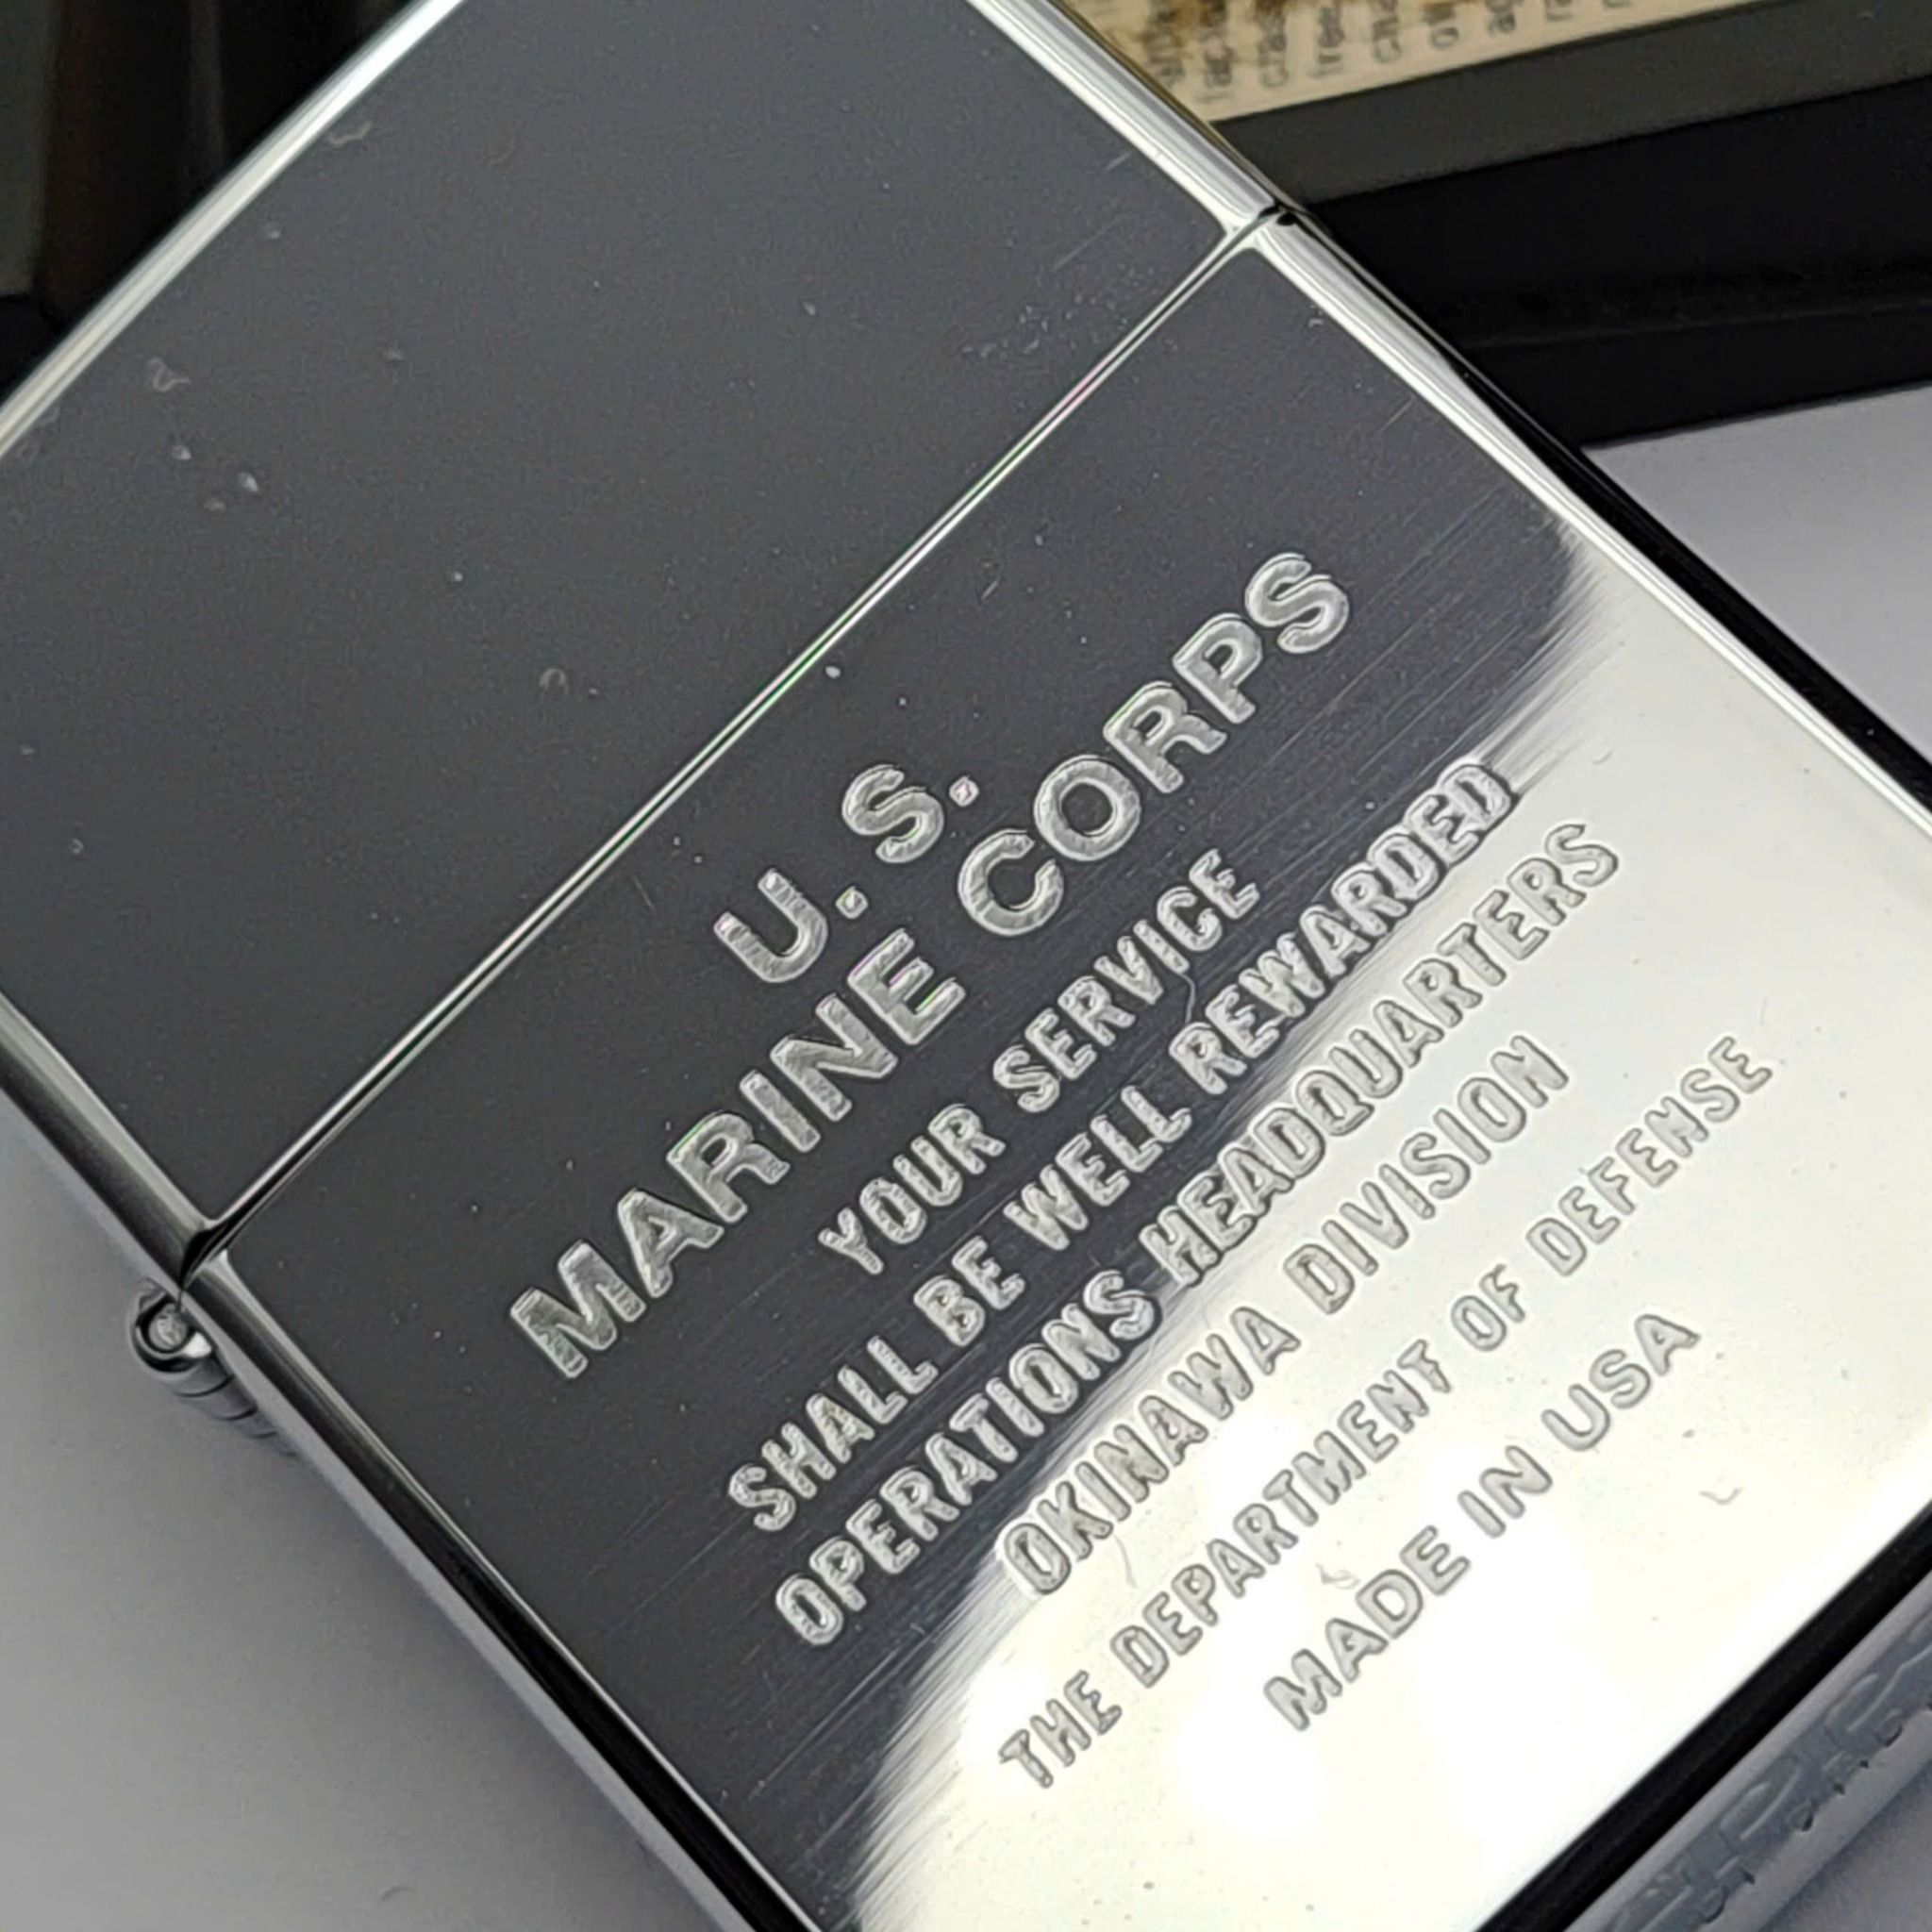 U. S.
MARINE CORPS
YOUR SERVICE
SHALL BE WELL REWARDED
OPERATIONS HEADQUARTERS
OKINAWA DIVISION
THE DEPARTMENT OF DEFENSE
MADE IN USA